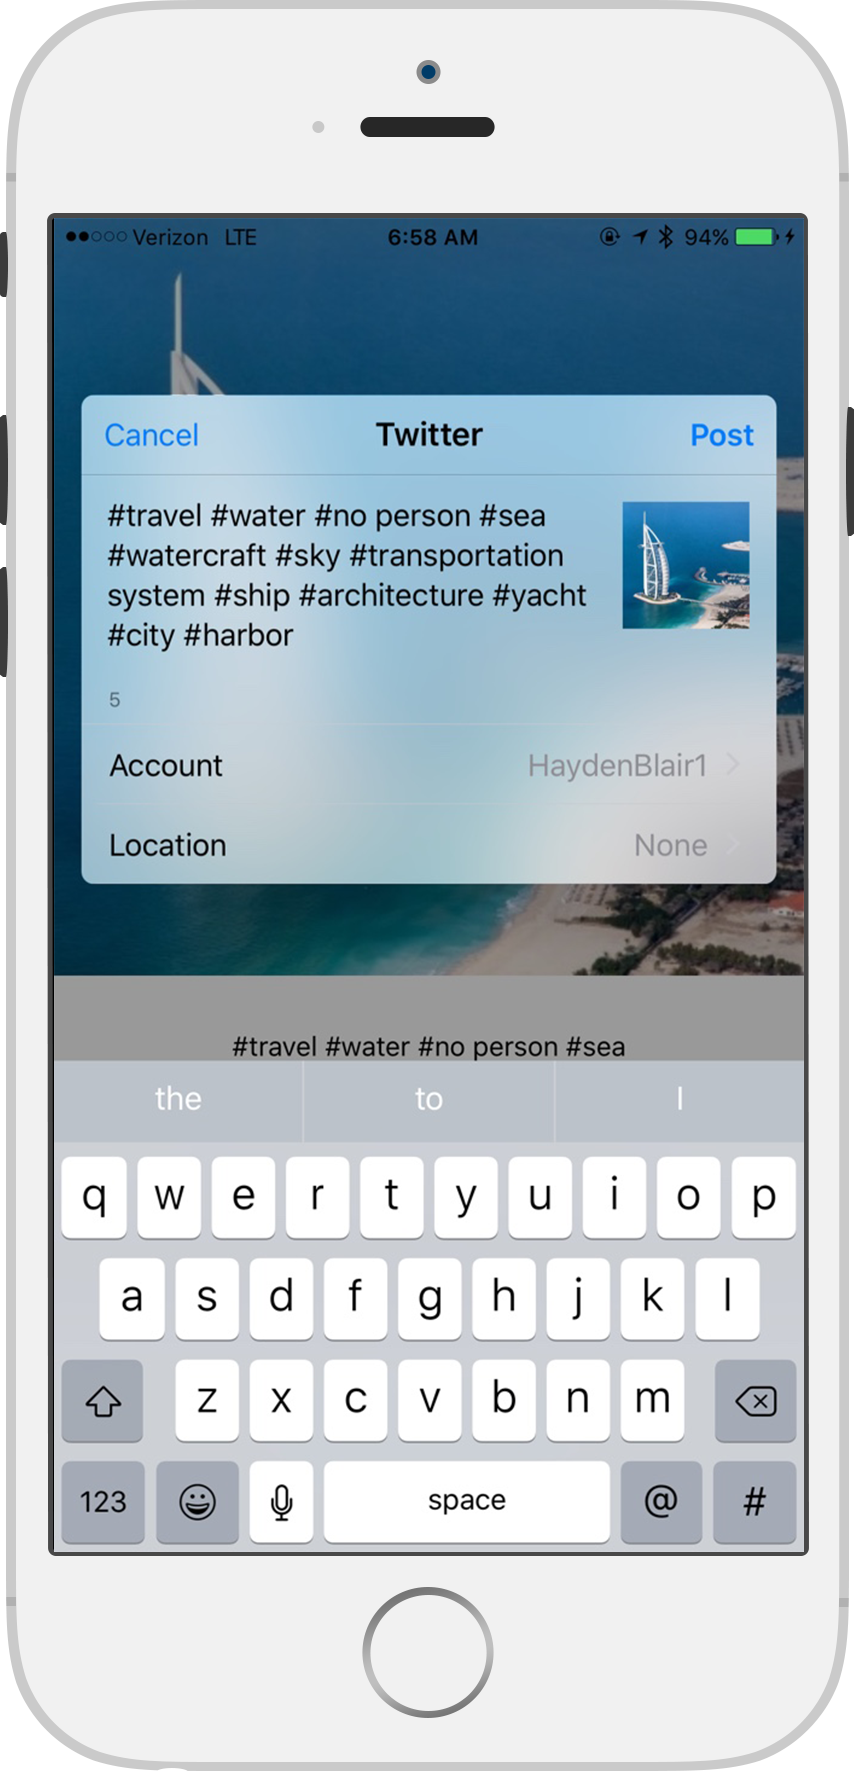 Verizon LTE 6:58 AM 94%
Cancel Twitter Post
#travel #water #no person #sea
#watercraft #sky #transportation
system #ship #architecture #yacht
#city #harbor
5
Account HaydenBlair1
Location None
#travel #water #no person #sea
the to I
q w e r t y u i o p
a s d f g h j k l
z x c v b n m
123 space @ #